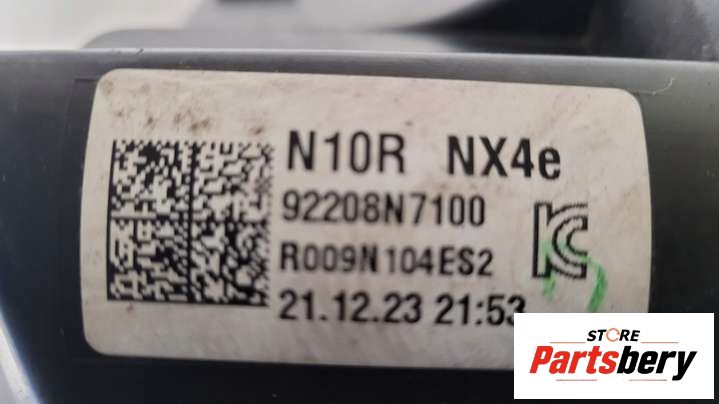 N10R NX4e
92208N7100
R009N104ES2
21.12.23 21:53
STORE
Partsbery